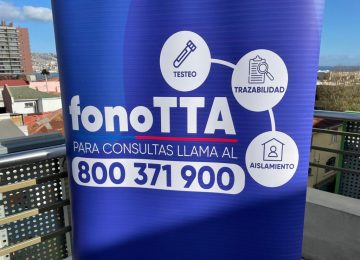 TESTEO
TRAZABILIDAD
fonoTTA
AISLAMIENTO
PARA CONSULTAS LLAMA AL
800 371 900